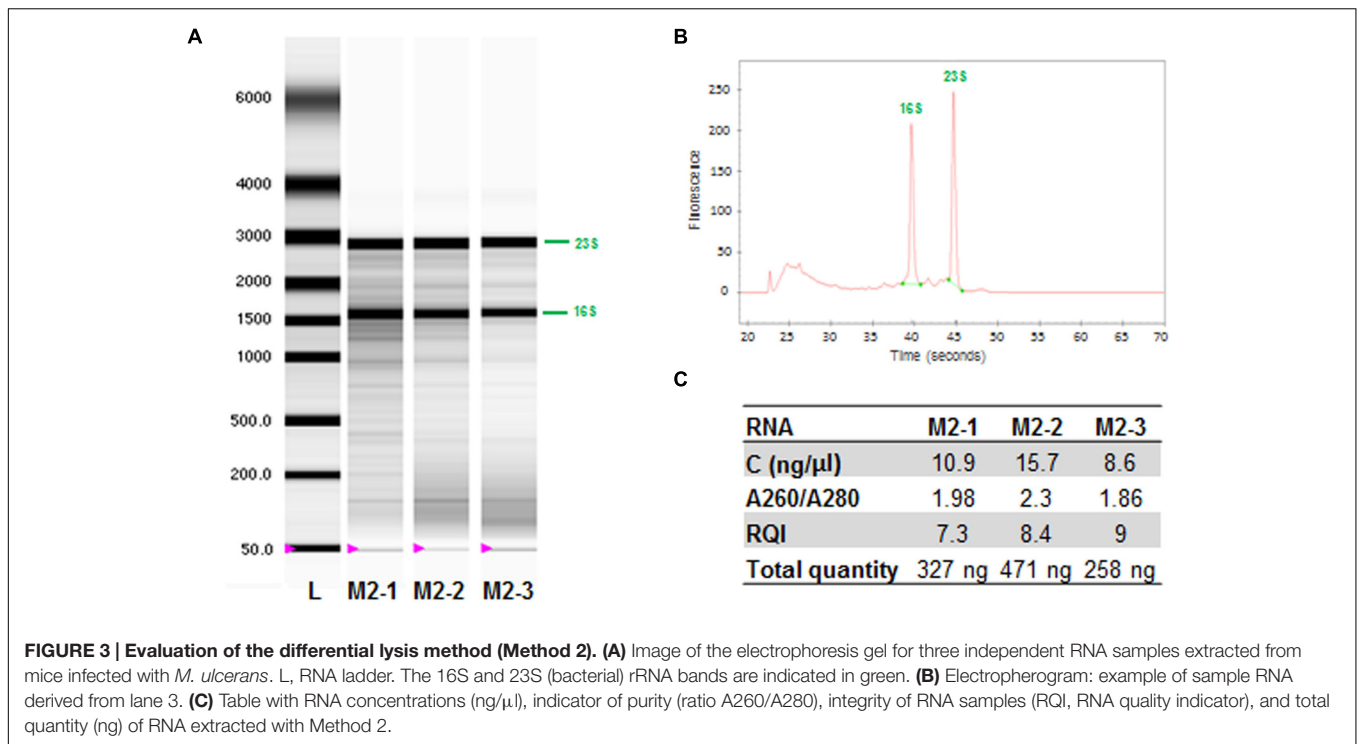 A
6000
4000
3000
2000
1500
1000
500.0
200.0
50.0
23S
16S
L M2-1 M2-2 M2-3
B
Fluorescence
250
200
150
100
50
0
16S
23S
20 25 30 35 40 45 50 55 60 65 70
Time (seconds)
C
RNA M2-1 M2-2 M2-3
C (ng/µl) 10.9 15.7 8.6
A260/A280 1.98 2.3 1.86
RQI 7.3 8.4 9
Total quantity 327 ng 471 ng 258 ng
FIGURE 3 | Evaluation of the differential lysis method (Method 2). (A) Image of the electrophoresis gel for three independent RNA samples extracted from
mice infected with M. ulcerans. L, RNA ladder. The 16S and 23S (bacterial) rRNA bands are indicated in green. (B) Electropherogram: example of sample RNA
derived from lane 3. (C) Table with RNA concentrations (ng/µl), indicator of purity (ratio A260/A280), integrity of RNA samples (RQI, RNA quality indicator), and total
quantity (ng) of RNA extracted with Method 2.